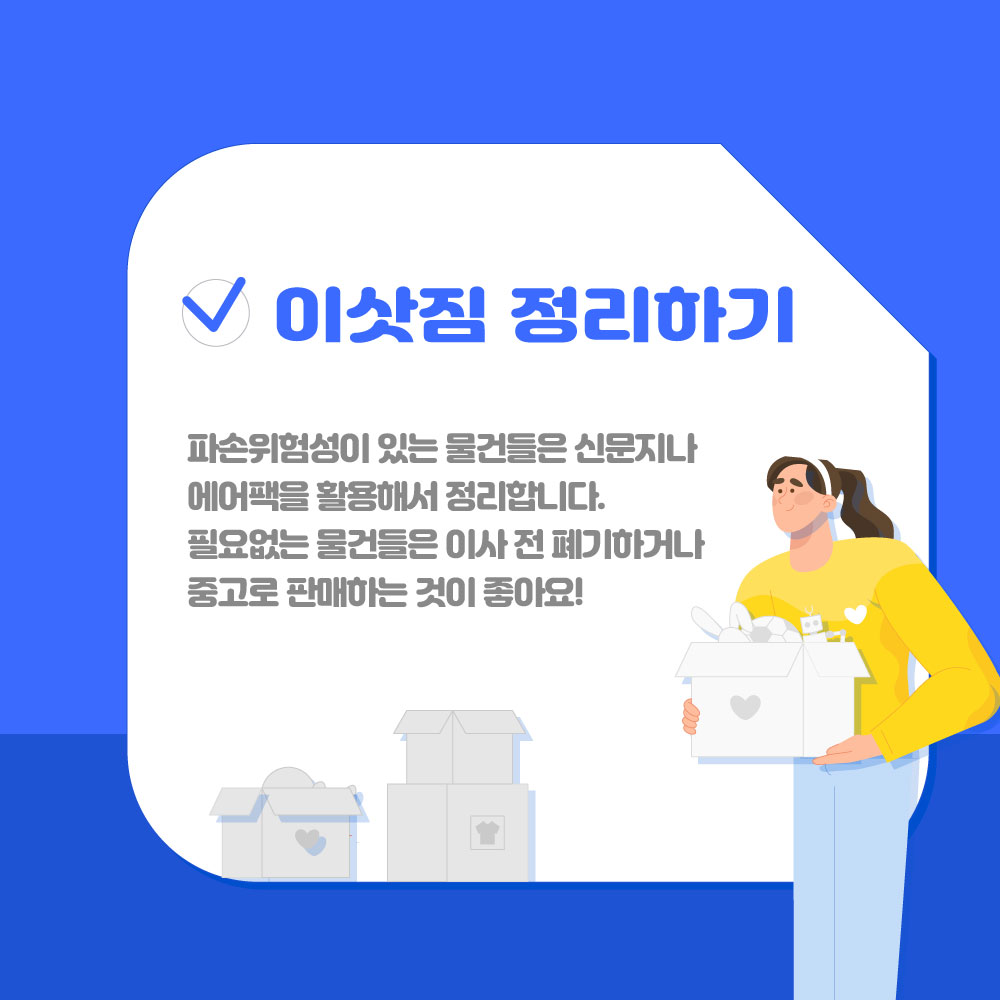 이삿짐 정리하기
파손위험성이 있는 물건들은 신문지나
에어팩을 활용해서 정리합니다.
필요없는 물건들은 이사 전 폐기하거나
중고로 판매하는 것이 좋아요!